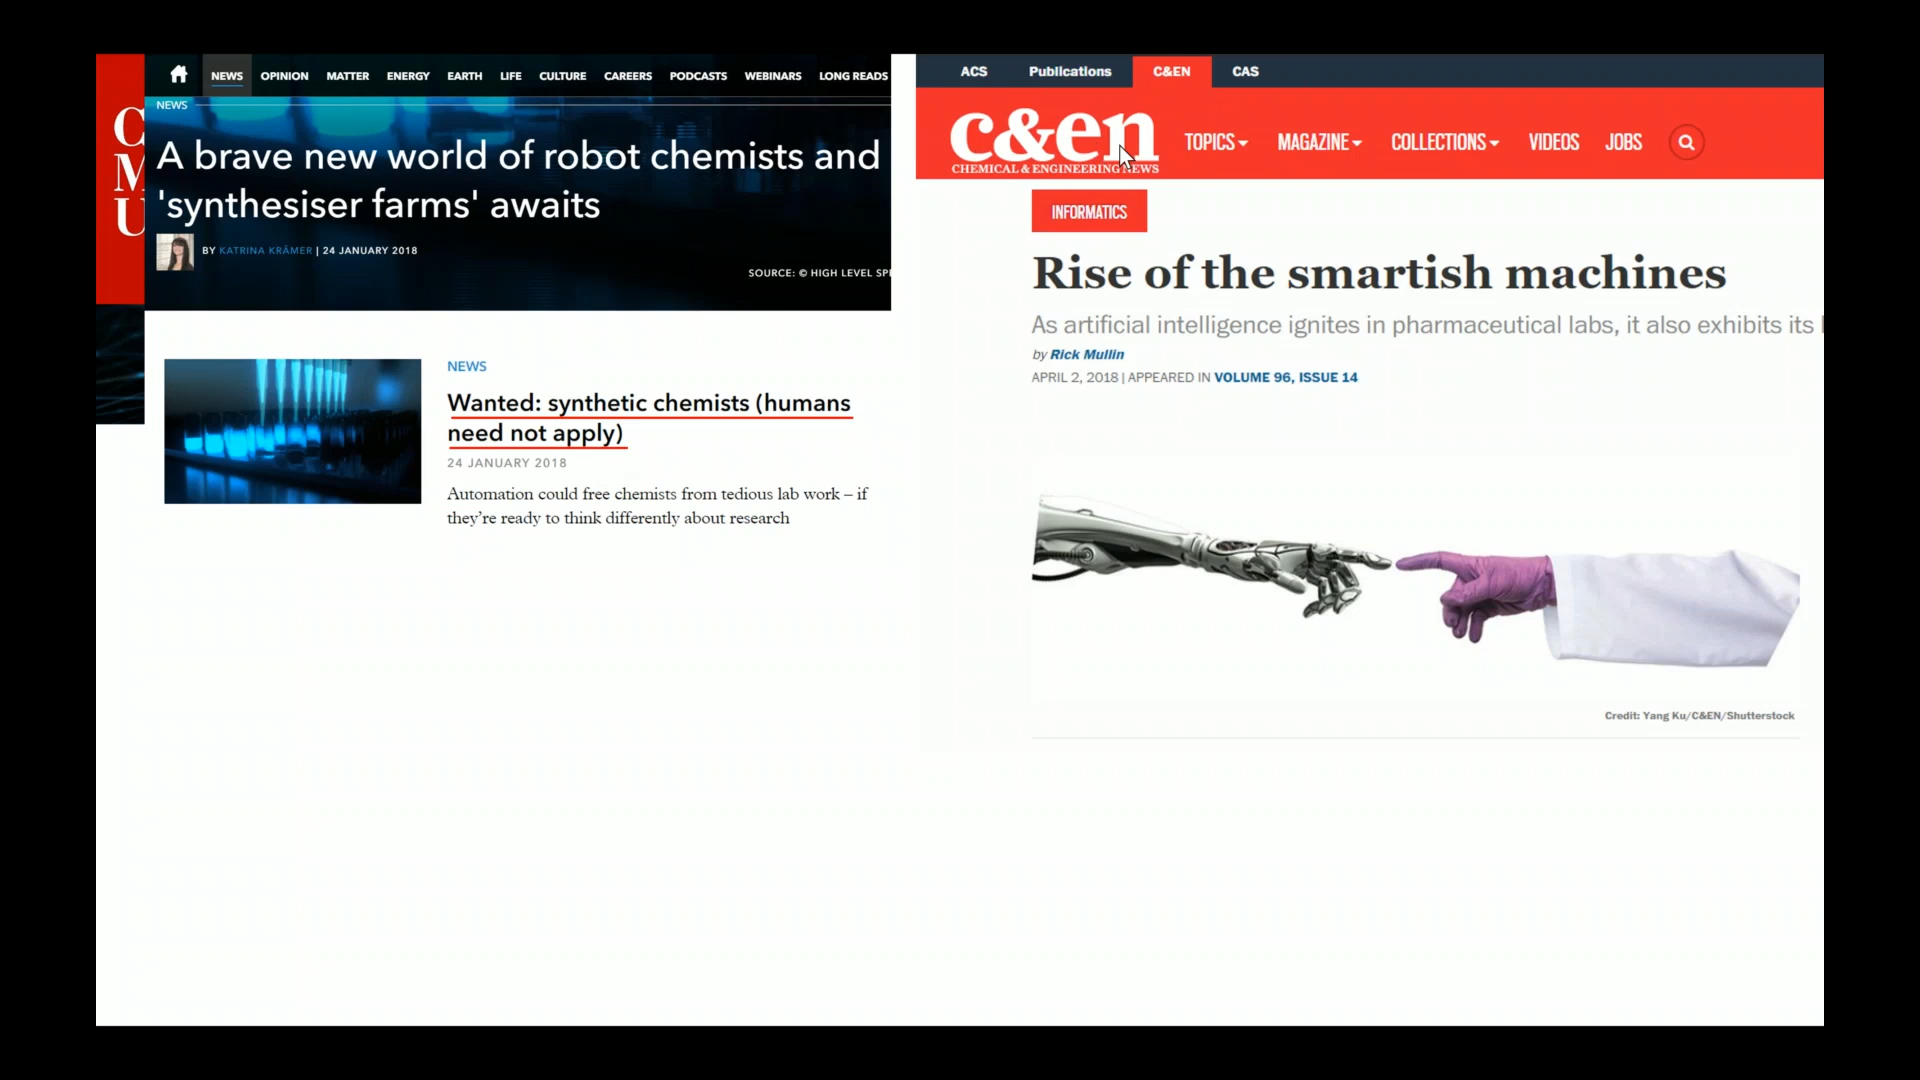 C
M
U
NEWS OPINION MATTER ENERGY EARTH LIFE CULTURE CAREERS PODCASTS WEBINARS LONG READS
NEWS
A brave new world of robot chemists and
'synthesiser farms' awaits
BY KATRINA KRÄMER | 24 JANUARY 2018
SOURCE: © HIGH LEVEL
NEWS
Wanted: synthetic chemists (humans
need not apply)
24 JANUARY 2018
Automation could free chemists from tedious lab work – if
they're ready to think differently about research
ACS Publications C&EN CAS
c&en
CHEMICAL & ENGINEERING NEWS
TOPICS MAGAZINE COLLECTIONS VIDEOS JOBS
INFORMATICS
Rise of the smartish machines
As artificial intelligence ignites in pharmaceutical labs, it also exhibits its
by Rick Mullin
APRIL 2, 2018 | APPEARED IN VOLUME 96, ISSUE 14
Credit: Yang Ku/C&EN/Shutterstock